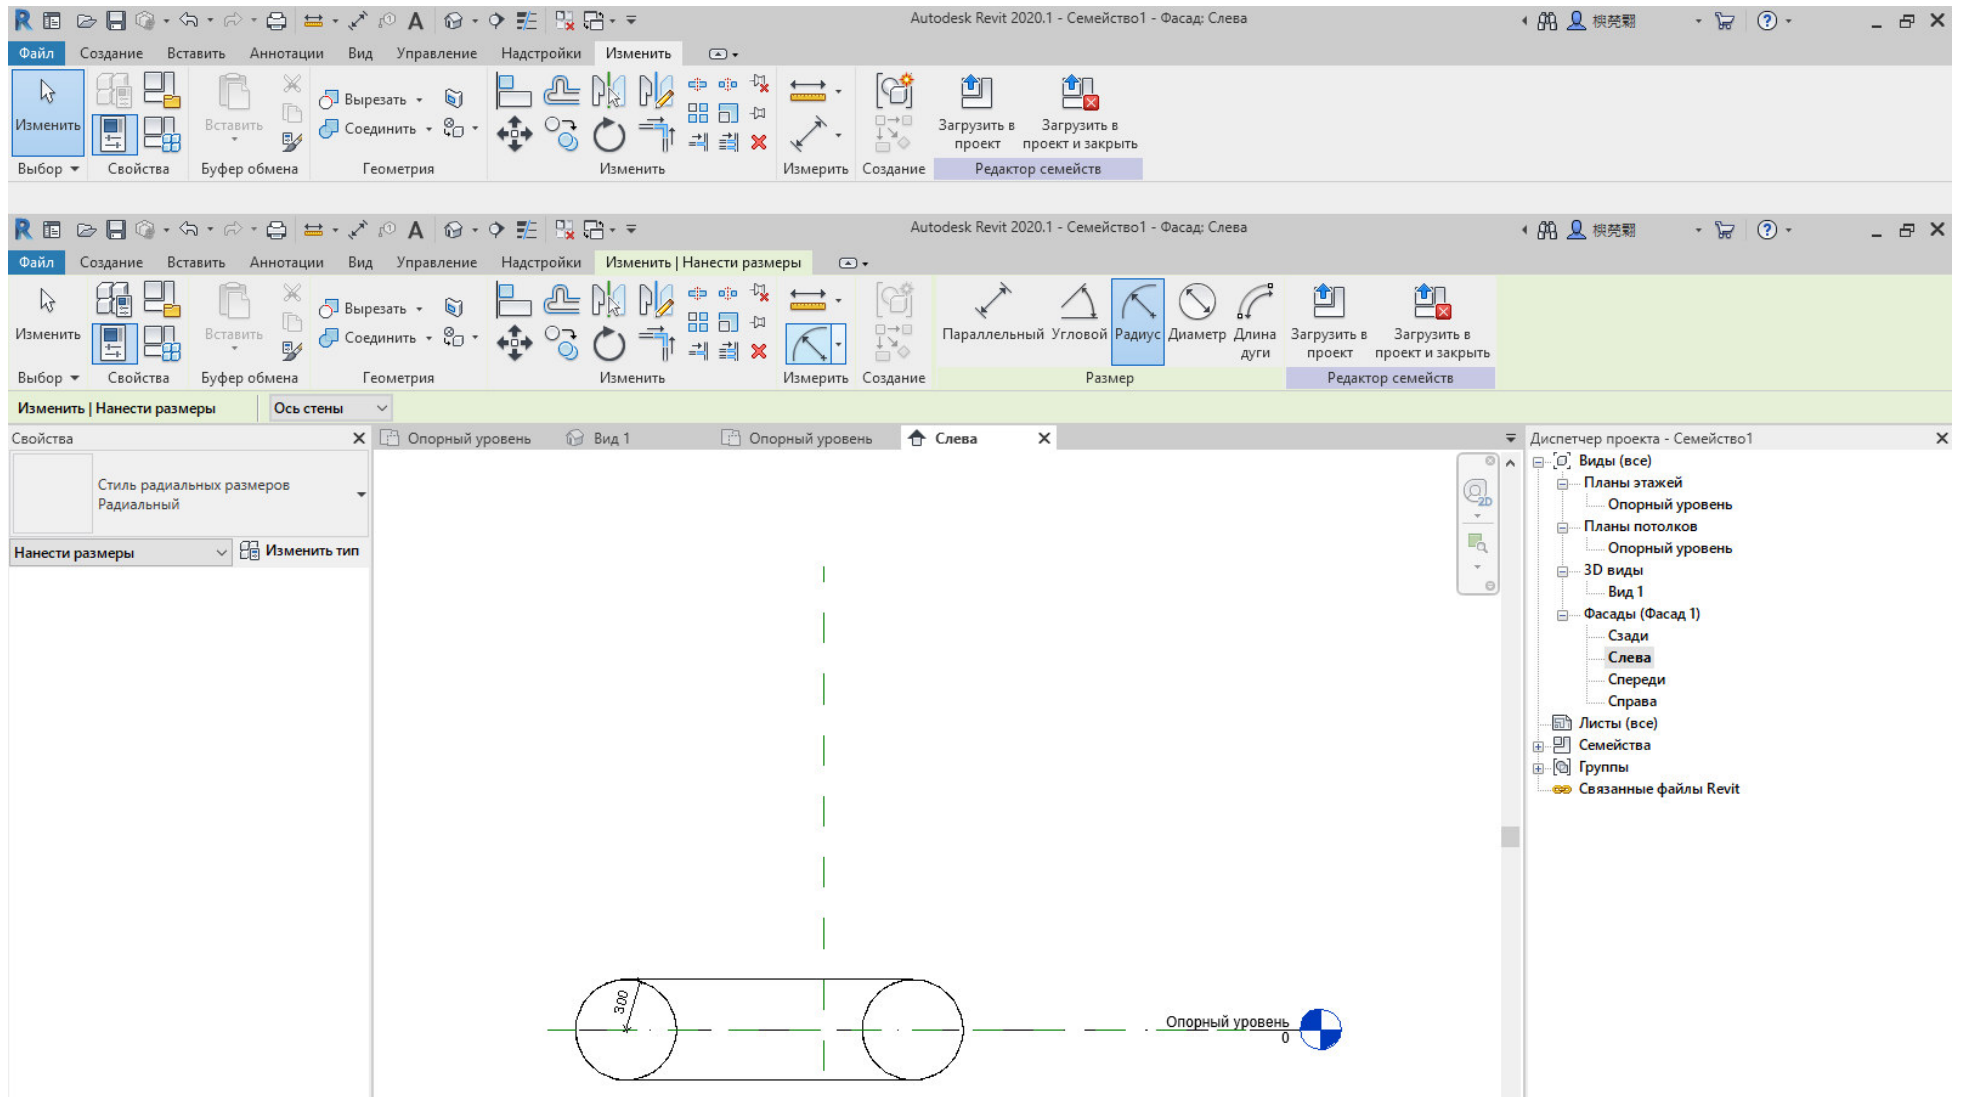 Autodesk Revit 2020.1 - Семейство1 - Фасад: Слева
Файл Создание Вставить Аннотации Вид Управление Надстройки Изменить
Изменить Вставить Вырезать Соединить Загрузить в проект Загрузить в проект и закрыть
Выбор Свойства Буфер обмена Геометрия Изменить Измерить Создание Редактор семейств
Autodesk Revit 2020.1 - Семейство1 - Фасад: Слева
Файл Создание Вставить Аннотации Вид Управление Надстройки Изменить | Нанести размеры
Изменить Вставить Вырезать Соединить Параллельный Угловой Радиус Диаметр Длина дуги Загрузить в проект Загрузить в проект и закрыть
Выбор Свойства Буфер обмена Геометрия Изменить Измерить Создание Размер Редактор семейств
Изменить | Нанести размеры Ось стены
Свойства
Стиль радиальных размеров
Радиальный
Нанести размеры Изменить тип
Опорный уровень Вид 1 Опорный уровень Слева
2D
300
Опорный уровень
0
Диспетчер проекта - Семейство1
Виды (все)
Планы этажей
Опорный уровень
Планы потолков
Опорный уровень
3D виды
Вид 1
Фасады (Фасад 1)
Сзади
Слева
Спереди
Справа
Листы (все)
Семейства
Группы
Связанные файлы Revit